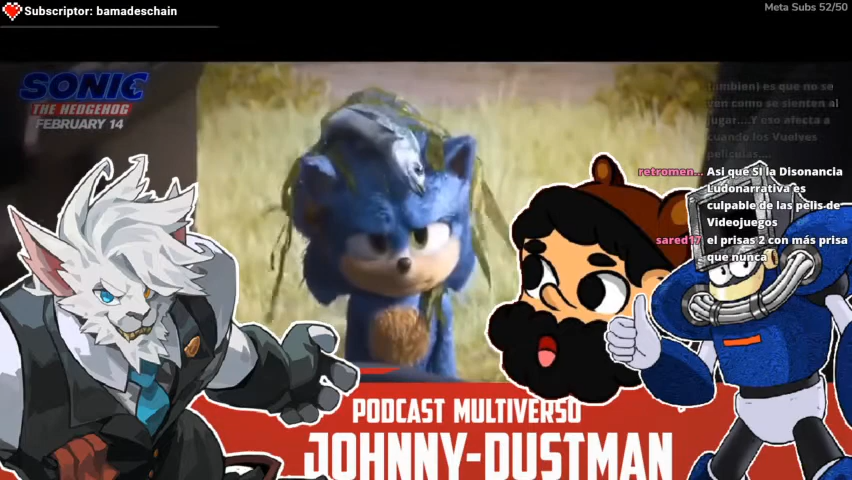 Subscriptor: bamadeschain
Meta Subs 52/50
SONIC
THE HEDGEHOG
FEBRUARY 14
tambien) es que no se
ven como se sienten al
jugar....Y eso afecta a
cuando los Vuelves
peliculas....
retromen... Asi que SI la Disonancia
Ludonarrativa es
culpable de las pelis de
Videojuegos
sared17 el prisas 2 con más prisa
que nunca
PODCAST MULTIVERSO
JOHNNY-DUSTMAN